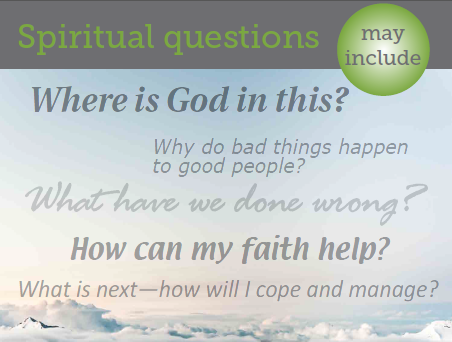 Spiritual questions
may
include
Where is God in this?
Why do bad things happen
to good people?
What have we done wrong?
How can my faith help?
What is next—how will I cope and manage?